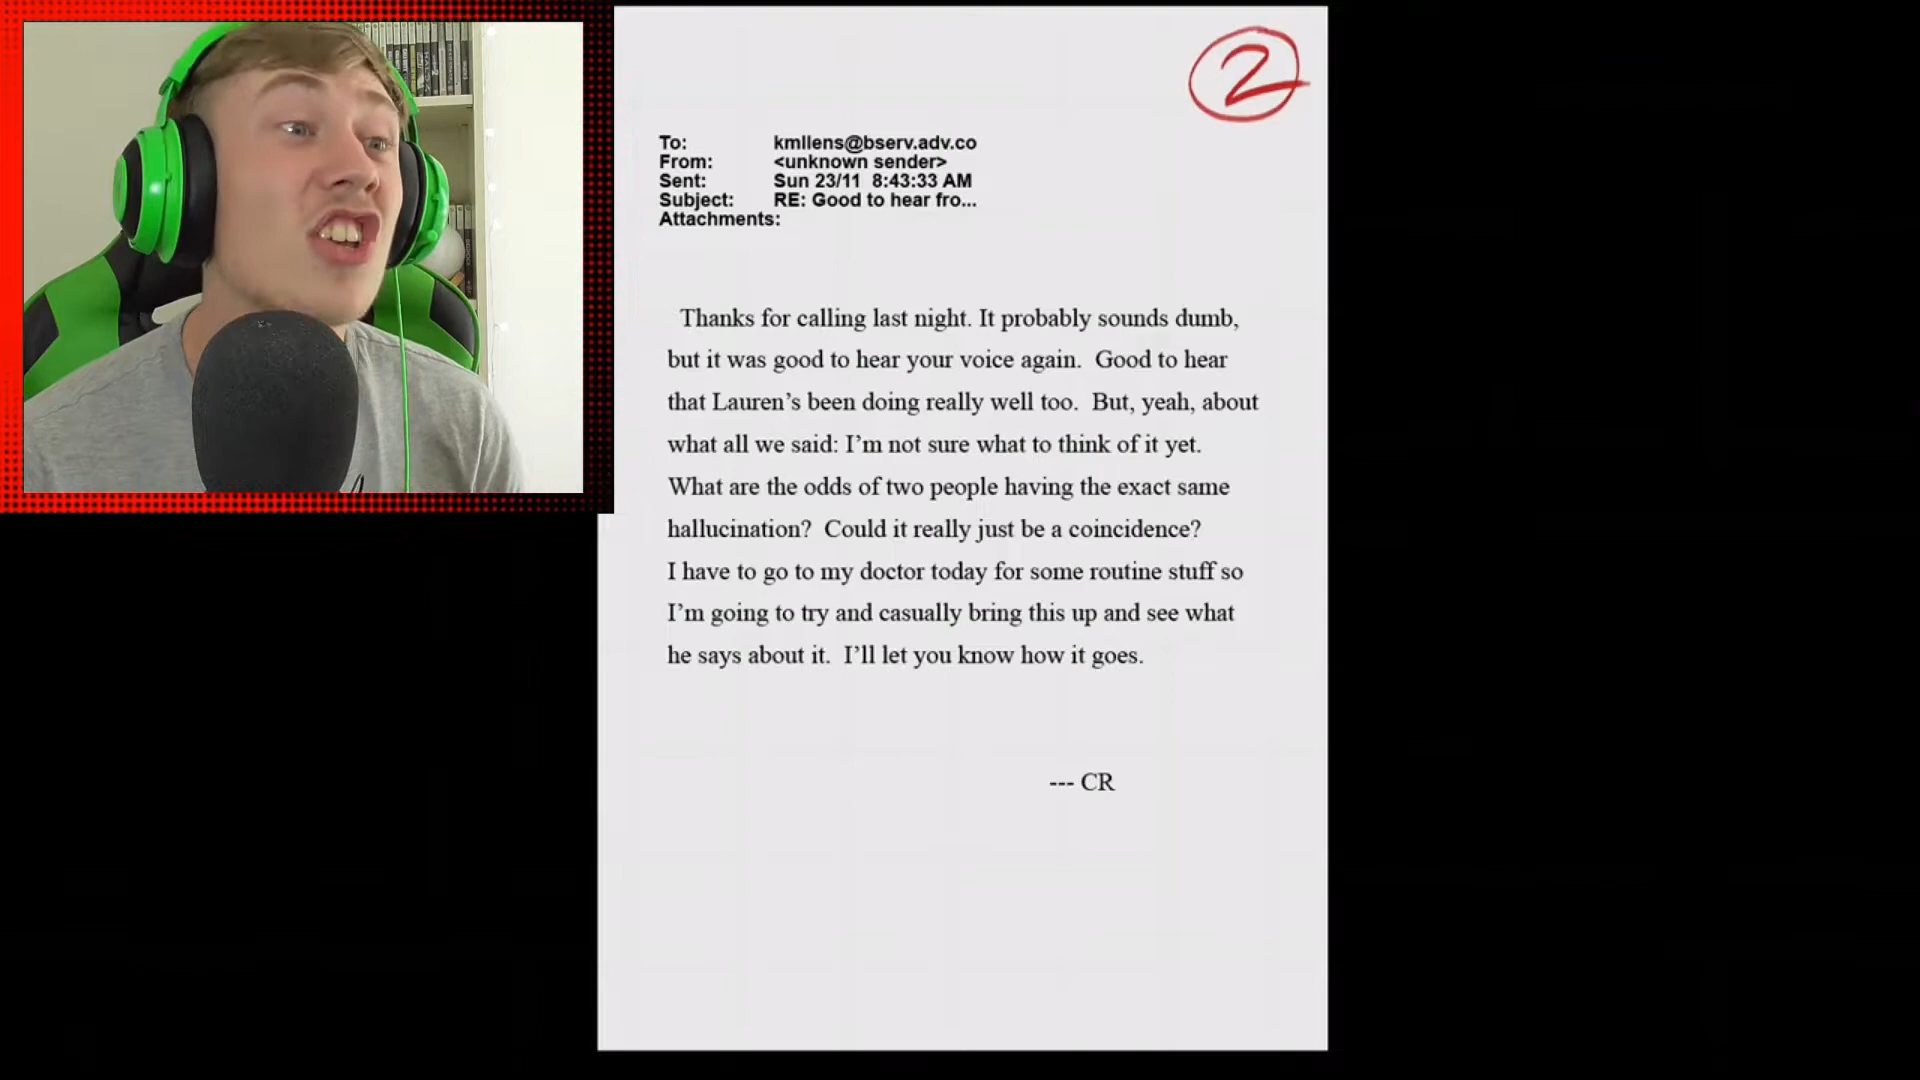 2
To: kmllens@bserv.adv.co
From: <unknown sender>
Sent: Sun 23/11 8:43:33 AM
Subject: RE: Good to hear fro...
Attachments:
Thanks for calling last night. It probably sounds dumb,
but it was good to hear your voice again. Good to hear
that Lauren’s been doing really well too. But, yeah, about
what all we said: I’m not sure what to think of it yet.
What are the odds of two people having the exact same
hallucination? Could it really just be a coincidence?
I have to go to my doctor today for some routine stuff so
I’m going to try and casually bring this up and see what
he says about it. I’ll let you know how it goes.
--- CR